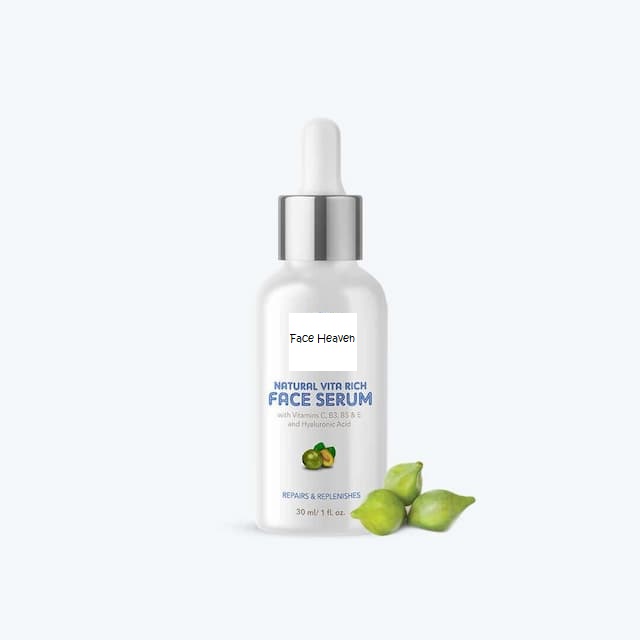 Face Heaven
NATURAL VITA RICH
FACE SERUM
with Vitamins C, B3, B5 & E
and Hyaluronic Acid
REPAIRS & REPLENISHES
30 ml/ 1 fl. oz.